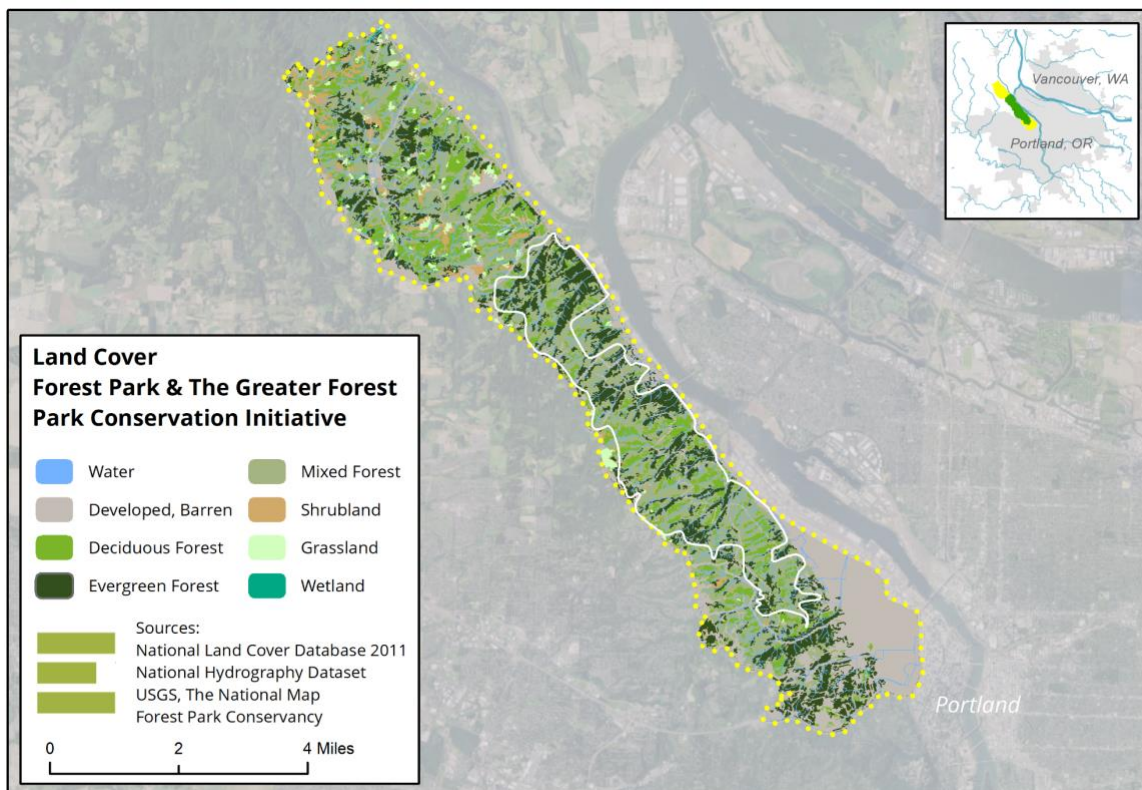 Vancouver, WA
Portland, OR
Land Cover
Forest Park & The Greater Forest
Park Conservation Initiative
Water
Mixed Forest
Developed, Barren
Shrubland
Deciduous Forest
Grassland
Evergreen Forest
Wetland
Sources:
National Land Cover Database 2011
National Hydrography Dataset
USGS, The National Map
Forest Park Conservancy
0 2 4 Miles
Portland